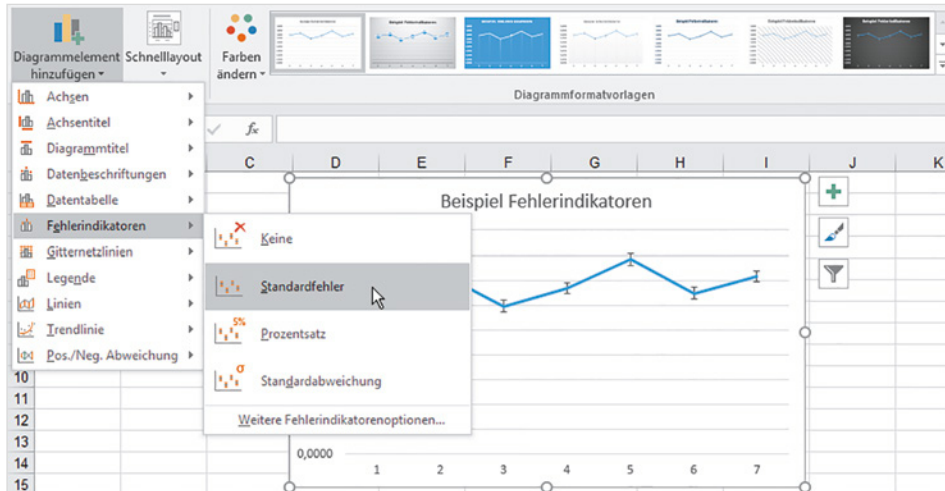 Diagrammelement hinzufügen
Schnelllayout
Farben ändern
Diagrammformatvorlagen
Achsen
Achsentitel
Diagrammtitel
Datenbeschriftungen
Datentabelle
Fehlerindikatoren
Gitternetzlinien
Legende
Linien
Trendlinie
Pos./Neg. Abweichung
fx
C D E F G H I J K
Beispiel Fehlerindikatoren
Keine
Standardfehler
5%
Prozentsatz
σ
Standardabweichung
Weitere Fehlerindikatorenoptionen...
10
11
12
13
14
15
0,0000
1 2 3 4 5 6 7